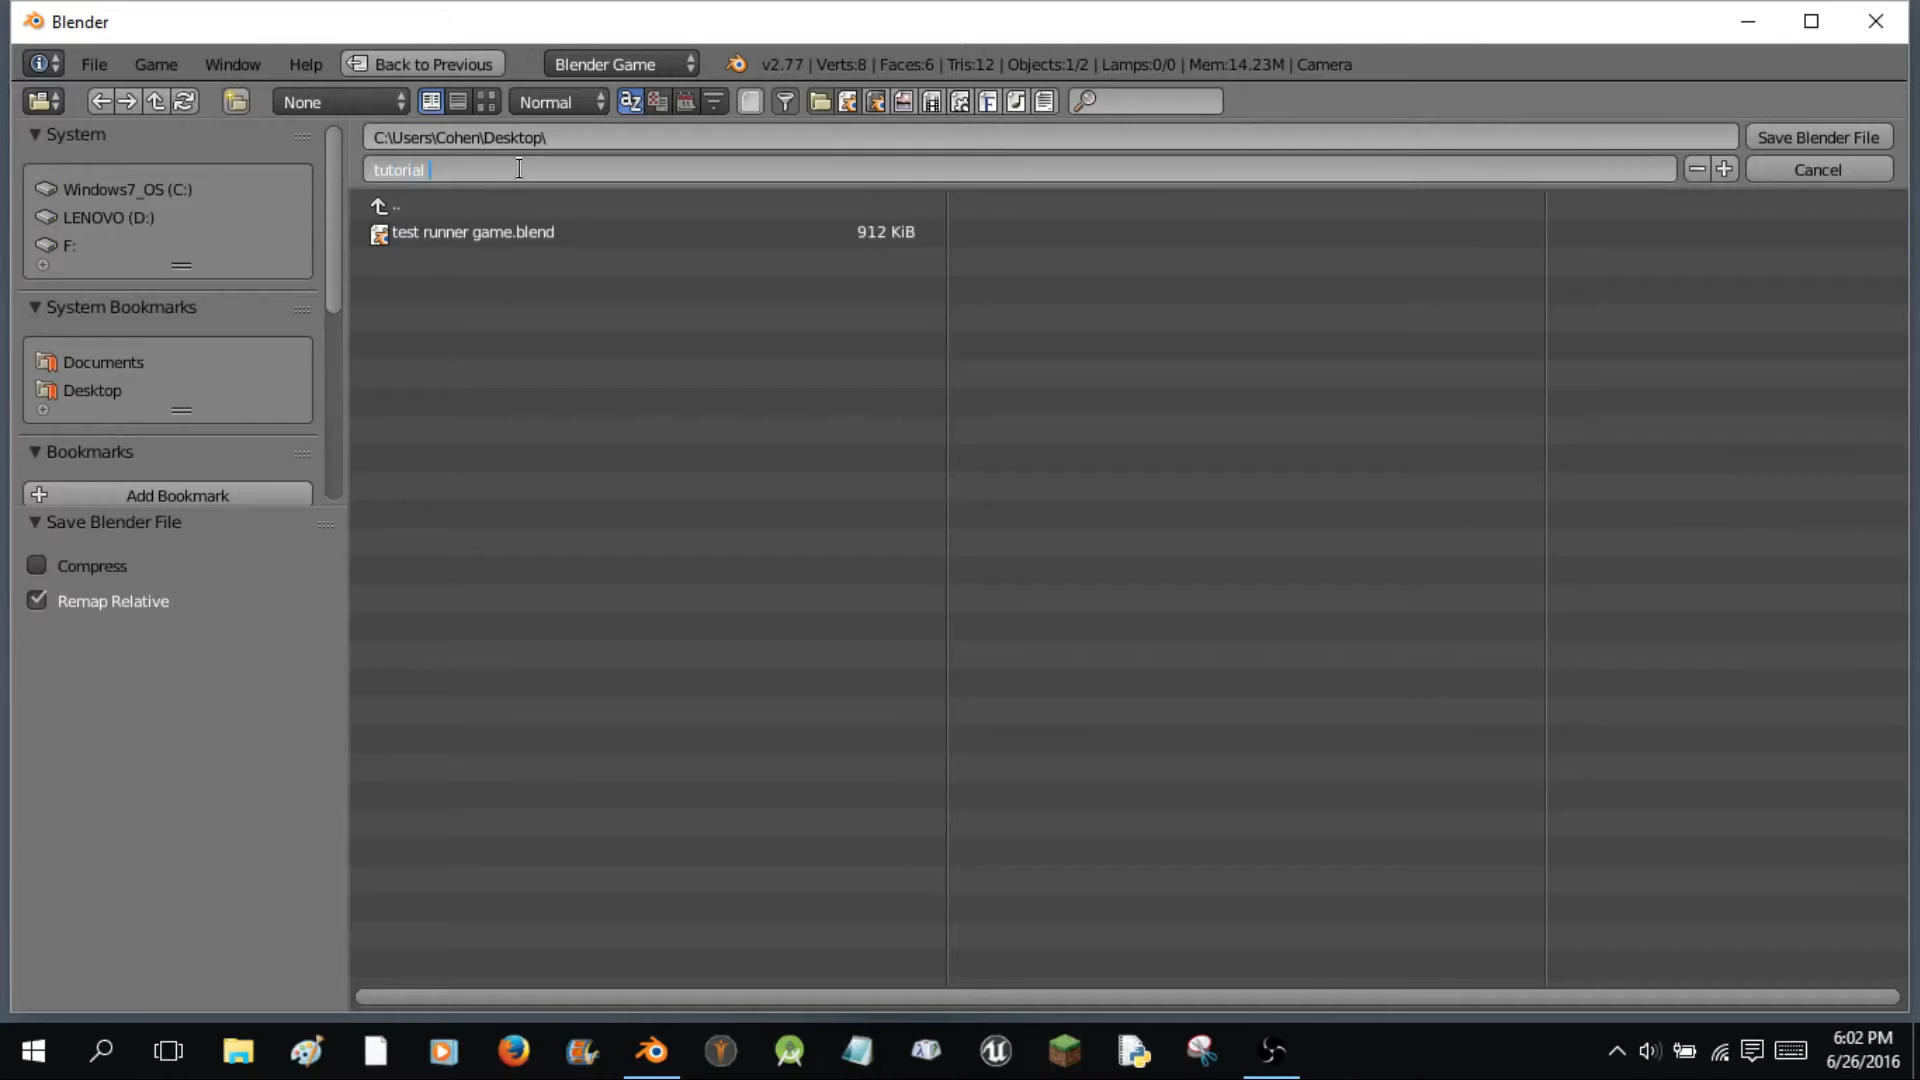 Blender
File Game Window Help Back to Previous Blender Game v2.77 | Verts:8 | Faces:6 | Tris:12 | Objects:1/2 | Lamps:0/0 | Mem:14.23M | Camera
None Normal
System
Windows7_OS (C:)
LENOVO (D:)
F:
System Bookmarks
Documents
Desktop
Bookmarks
Add Bookmark
Save Blender File
Compress
Remap Relative
C:\Users\Cohen\Desktop\ Save Blender File
tutorial Cancel
..
test runner game.blend 912 KiB
6:02 PM
6/26/2016